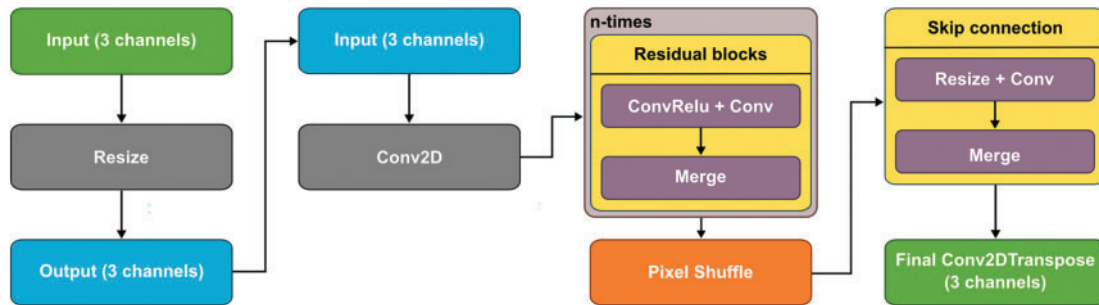 Input (3 channels)
Resize
Output (3 channels)
Input (3 channels)
Conv2D
n-times
Residual blocks
ConvRelu + Conv
Merge
Pixel Shuffle
Skip connection
Resize + Conv
Merge
Final Conv2DTranspose
(3 channels)